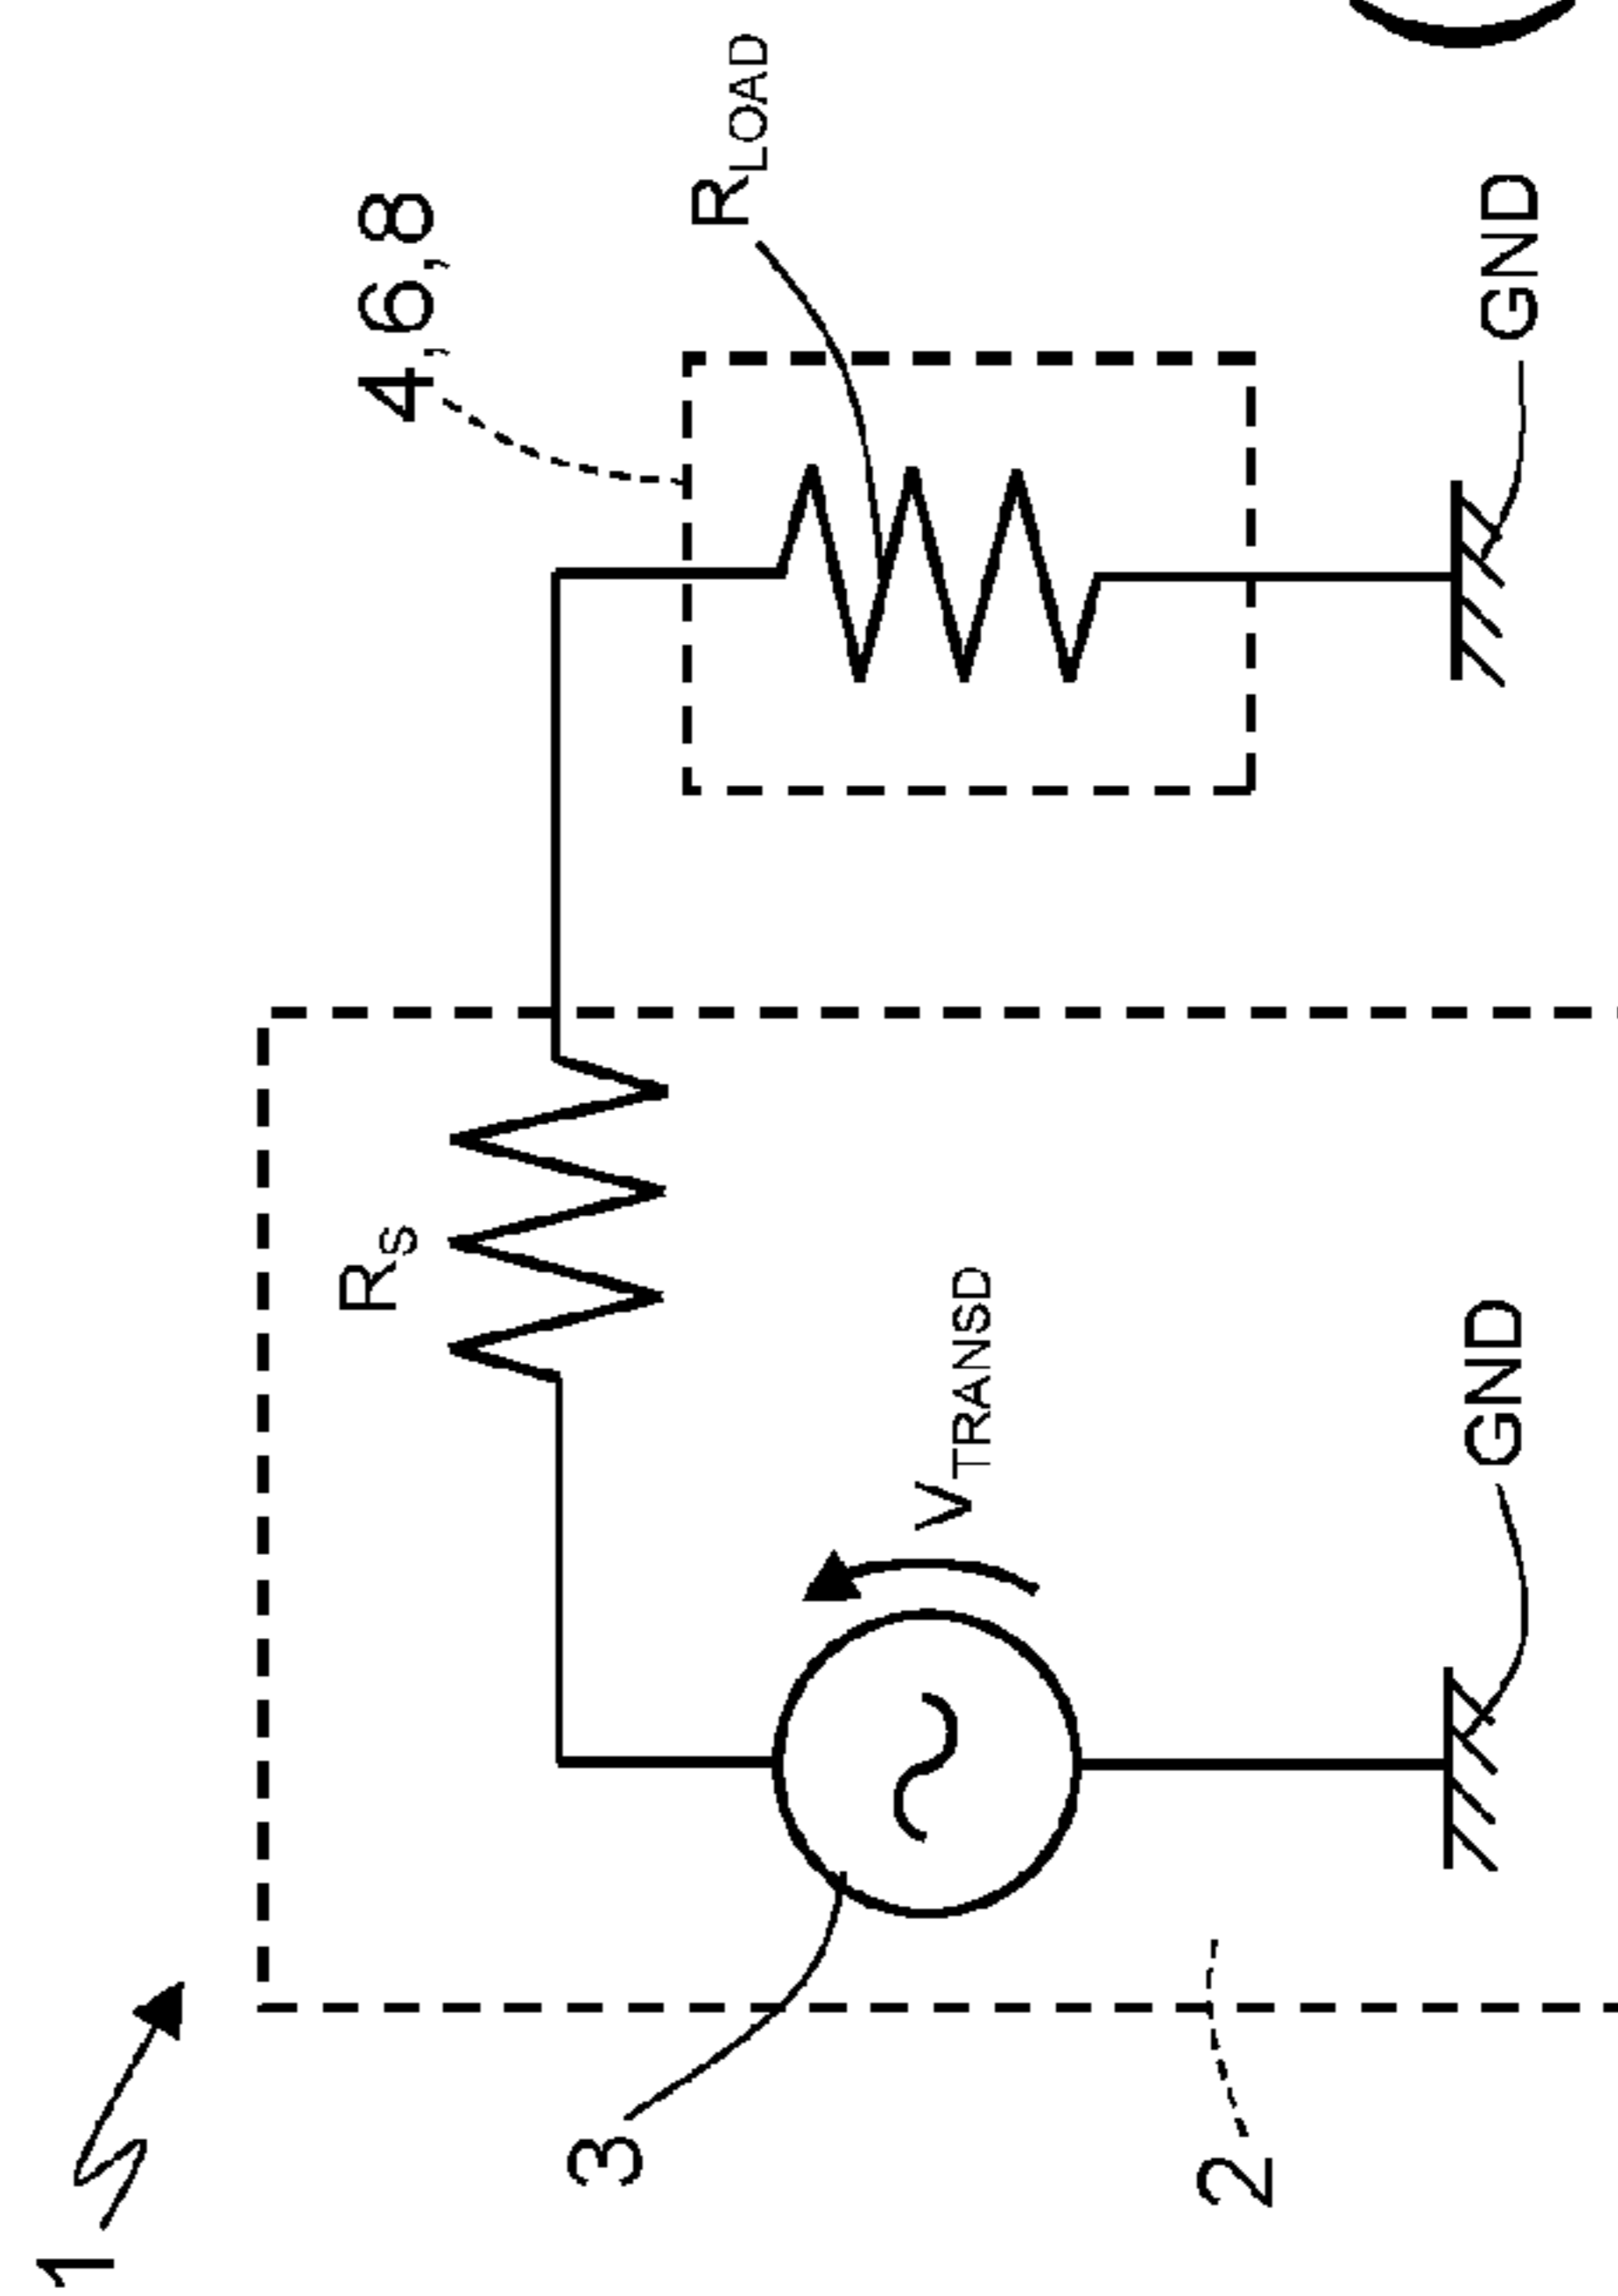 1
4,6,8
R_S
R_LOAD
3
V_TRANSD
2
GND
GND